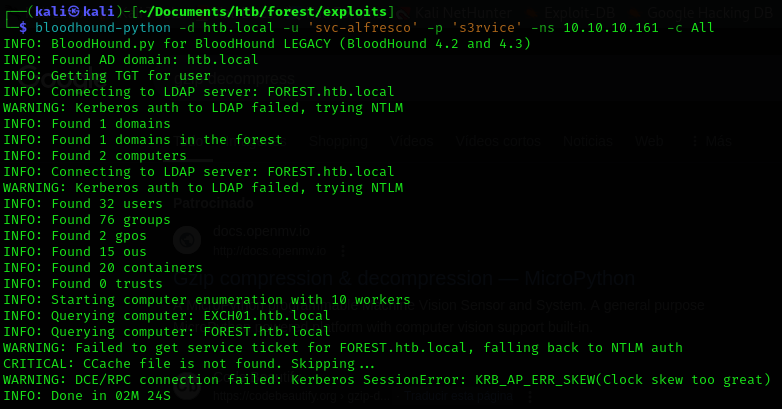 ┌──(kali㉿kali)-[~/Documents/htb/forest/exploits]
└─$ bloodhound-python -d htb.local -u 'svc-alfresco' -p 's3rvice' -ns 10.10.10.161 -c All
INFO: BloodHound.py for BloodHound LEGACY (BloodHound 4.2 and 4.3)
INFO: Found AD domain: htb.local
INFO: Getting TGT for user
INFO: Connecting to LDAP server: FOREST.htb.local
WARNING: Kerberos auth to LDAP failed, trying NTLM
INFO: Found 1 domains
INFO: Found 1 domains in the forest
INFO: Found 2 computers
INFO: Connecting to LDAP server: FOREST.htb.local
WARNING: Kerberos auth to LDAP failed, trying NTLM
INFO: Found 32 users
INFO: Found 76 groups
INFO: Found 2 gpos
INFO: Found 15 ous
INFO: Found 20 containers
INFO: Found 0 trusts
INFO: Starting computer enumeration with 10 workers
INFO: Querying computer: EXCH01.htb.local
INFO: Querying computer: FOREST.htb.local
WARNING: Failed to get service ticket for FOREST.htb.local, falling back to NTLM auth
CRITICAL: CCache file is not found. Skipping...
WARNING: DCE/RPC connection failed: Kerberos SessionError: KRB_AP_ERR_SKEW(Clock skew too great)
INFO: Done in 02M 24S
Patrocinado
docs.openmv.io
Gzip compression & decompression — MicroPython